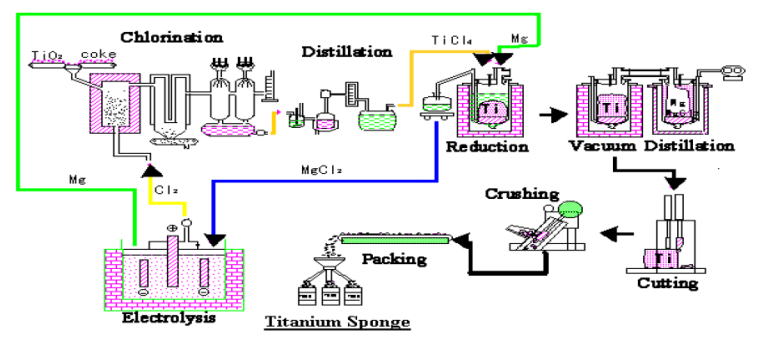 Chlorination
TiO₂ coke
Distillation
TiCl₄ Mg
Ti
Reduction
Ti
Mg
Vacuum Distillation
Mg
Cl₂
MgCl₂
⊕
⊖ ⊖
Electrolysis
Crushing
Packing
Ti
Cutting
Titanium Sponge